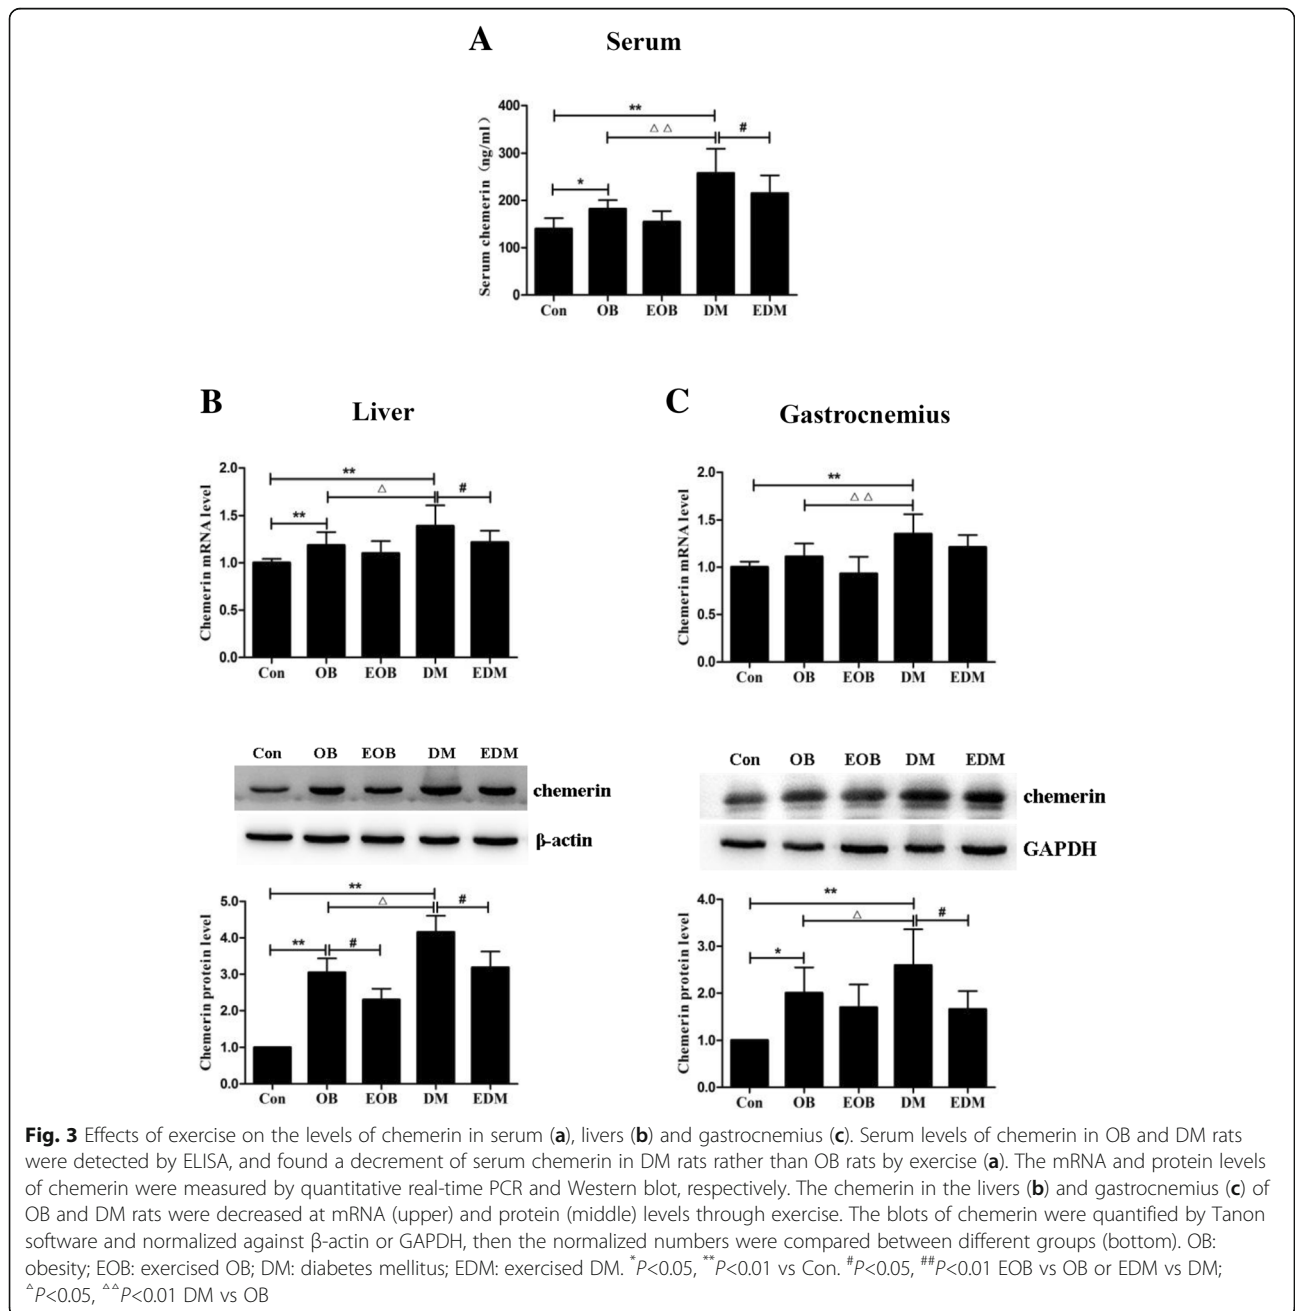 A Serum
Serum chemerin (ng/ml)
400
300
200
100
0
**
△ △
#
*
Con OB EOB DM EDM
B Liver
Chemerin mRNA level
2.0
1.5
1.0
0.5
0.0
**
△
#
**
Con OB EOB DM EDM
Con OB EOB DM EDM
chemerin
β-actin
Chemerin protein level
5.0
4.0
3.0
2.0
1.0
0.0
**
△
#
**
#
Con OB EOB DM EDM
C Gastrocnemius
Chemerin mRNA level
2.0
1.5
1.0
0.5
0.0
**
△ △
Con OB EOB DM EDM
Con OB EOB DM EDM
chemerin
GAPDH
Chemerin protein level
4.0
3.0
2.0
1.0
0.0
**
△
#
*
Con OB EOB DM EDM
Fig. 3 Effects of exercise on the levels of chemerin in serum (a), livers (b) and gastrocnemius (c). Serum levels of chemerin in OB and DM rats
were detected by ELISA, and found a decrement of serum chemerin in DM rats rather than OB rats by exercise (a). The mRNA and protein levels
of chemerin were measured by quantitative real-time PCR and Western blot, respectively. The chemerin in the livers (b) and gastrocnemius (c) of
OB and DM rats were decreased at mRNA (upper) and protein (middle) levels through exercise. The blots of chemerin were quantified by Tanon
software and normalized against β-actin or GAPDH, then the normalized numbers were compared between different groups (bottom). OB:
obesity; EOB: exercised OB; DM: diabetes mellitus; EDM: exercised DM. *P<0.05, **P<0.01 vs Con. #P<0.05, ##P<0.01 EOB vs OB or EDM vs DM;
△P<0.05, △△P<0.01 DM vs OB